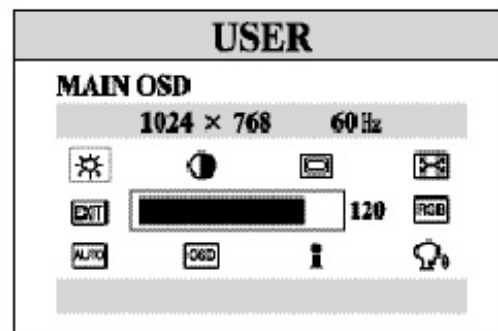 USER
MAIN OSD
1024 × 768 60 Hz
EXIT 120 RGB
AUTO OSD i